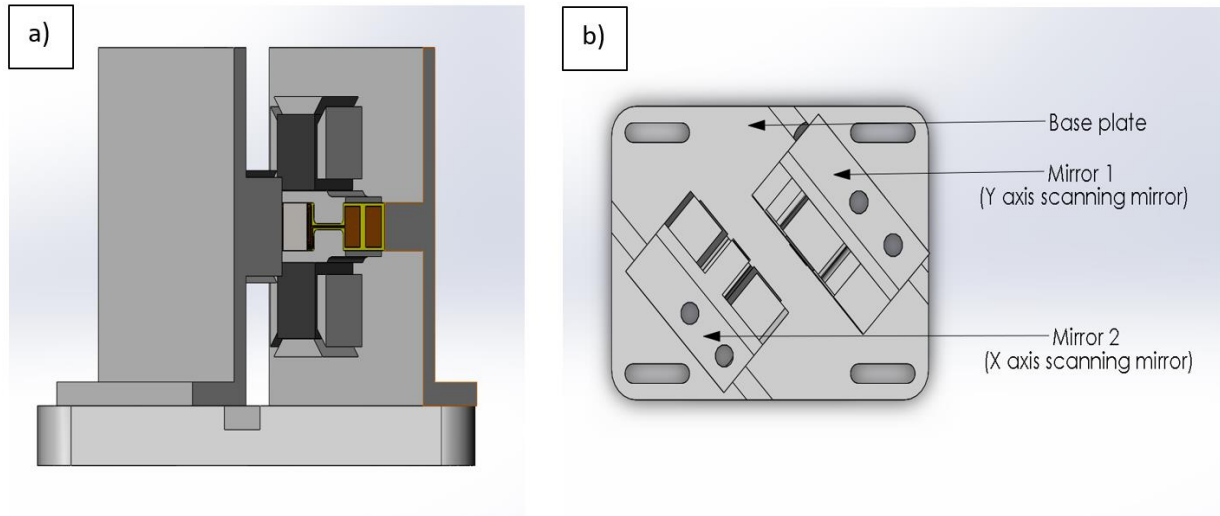 a)
b)
Base plate
Mirror 1
(Y axis scanning mirror)
Mirror 2
(X axis scanning mirror)